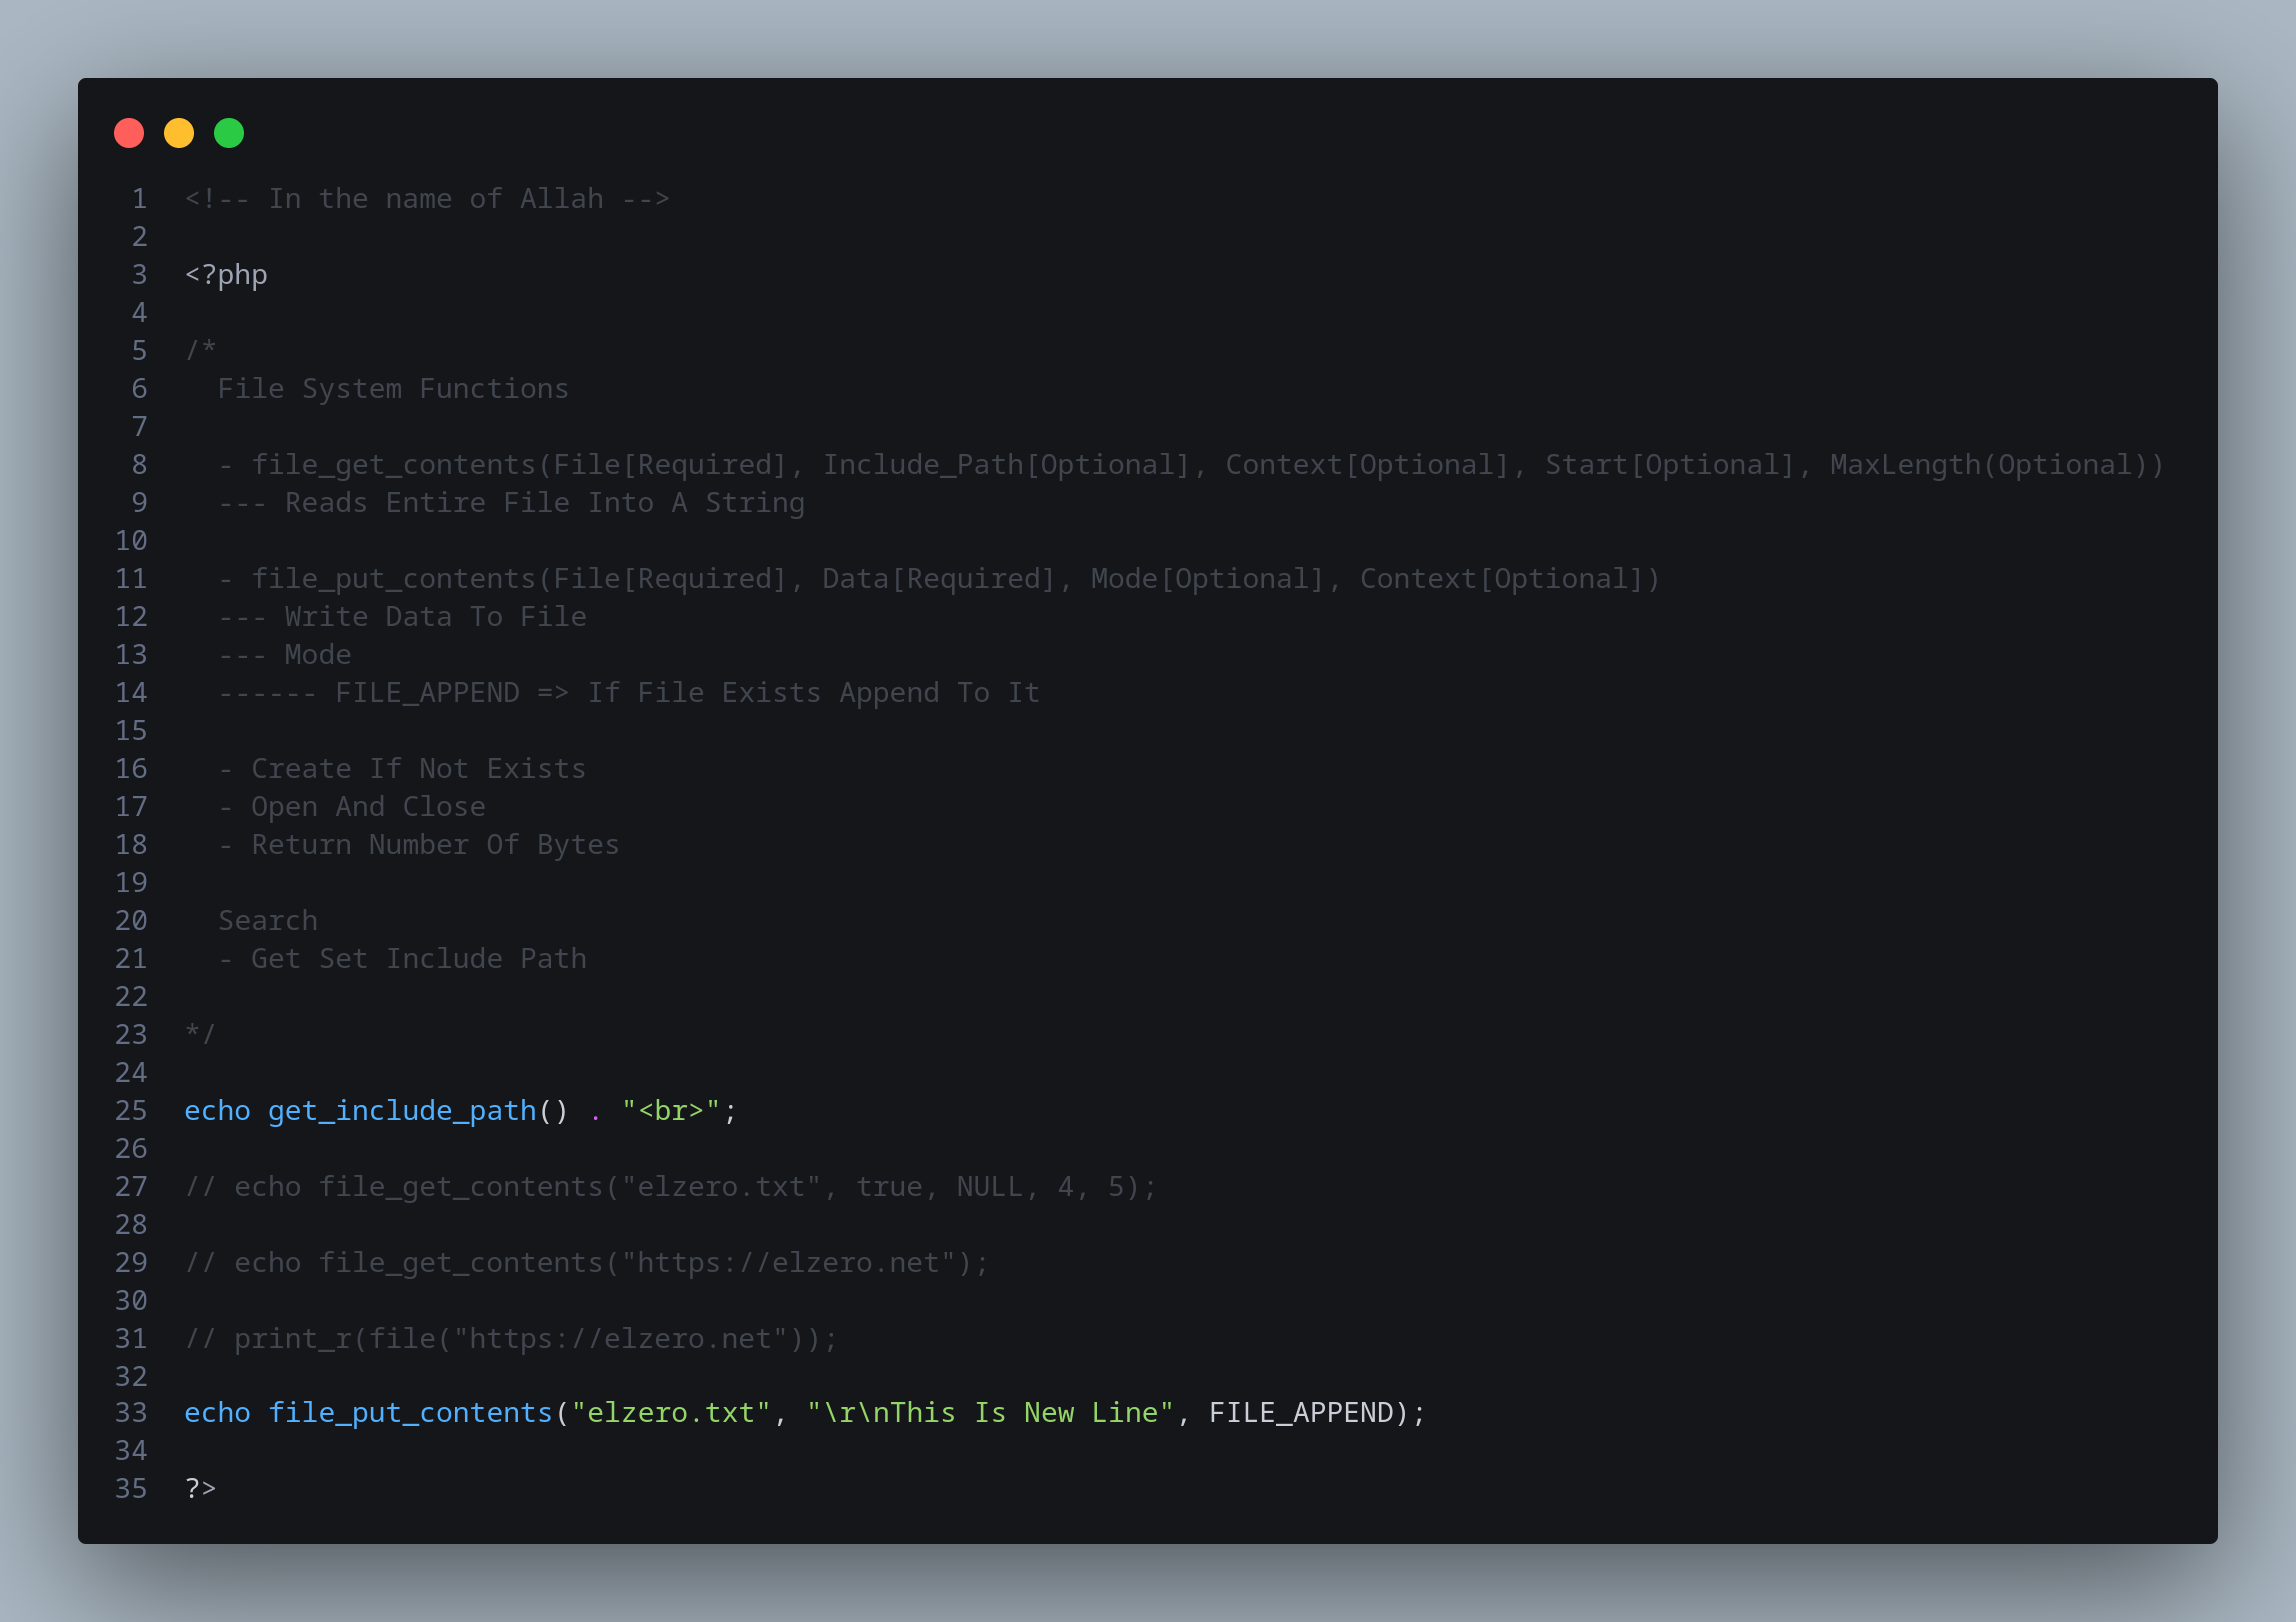 1 <!-- In the name of Allah -->
2
3 <?php
4
5 /*
6   File System Functions
7
8   - file_get_contents(File[Required], Include_Path[Optional], Context[Optional], Start[Optional], MaxLength(Optional))
9   --- Reads Entire File Into A String
10
11   - file_put_contents(File[Required], Data[Required], Mode[Optional], Context[Optional])
12   --- Write Data To File
13   --- Mode
14   ------ FILE_APPEND => If File Exists Append To It
15
16   - Create If Not Exists
17   - Open And Close
18   - Return Number Of Bytes
19
20   Search
21   - Get Set Include Path
22
23 */
24
25 echo get_include_path() . "<br>";
26
27 // echo file_get_contents("elzero.txt", true, NULL, 4, 5);
28
29 // echo file_get_contents("https://elzero.net");
30
31 // print_r(file("https://elzero.net"));
32
33 echo file_put_contents("elzero.txt", "\r\nThis Is New Line", FILE_APPEND);
34
35 ?>